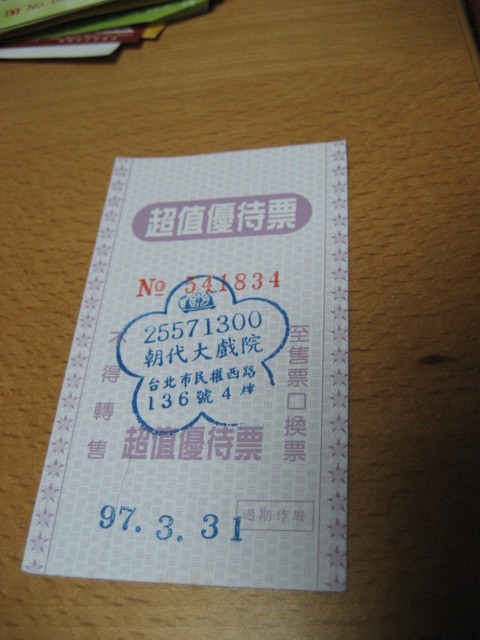 IM No.
超值優待票
No 541834
25571300
朝代大戲院
台北市民權西路
136號4樓
不得轉售
至售票口換票
超值優待票
97.3.31
過期作廢